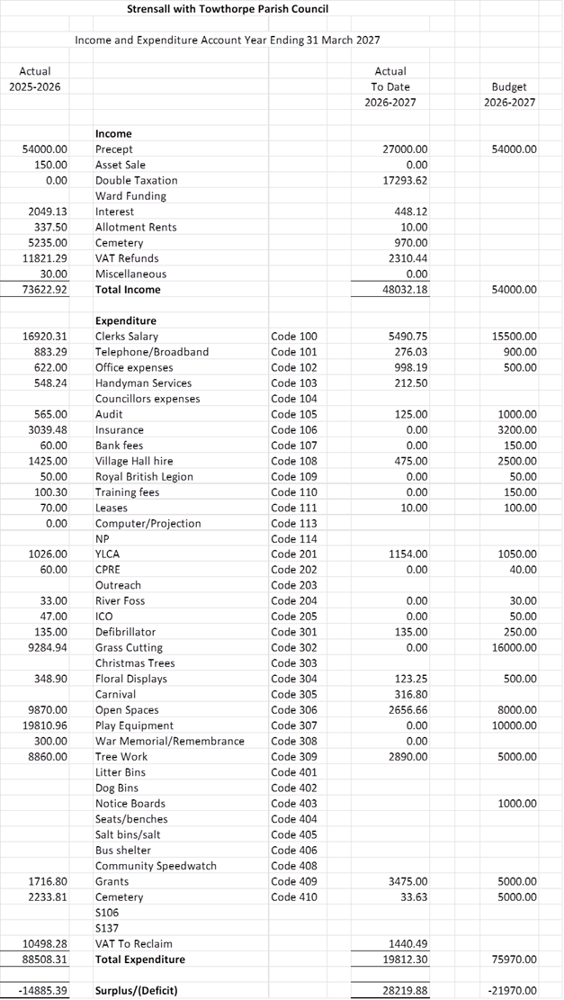 Strensall with Towthorpe Parish Council
Income and Expenditure Account Year Ending 31 March 2027
Actual Actual
2025-2026 To Date Budget
2026-2027 2026-2027
Income
54000.00 Precept 27000.00 54000.00
150.00 Asset Sale 0.00
0.00 Double Taxation 17293.62
Ward Funding
2049.13 Interest 448.12
337.50 Allotment Rents 10.00
5235.00 Cemetery 970.00
11821.29 VAT Refunds 2310.44
30.00 Miscellaneous 0.00
73622.92 Total Income 48032.18 54000.00
Expenditure
16920.31 Clerks Salary Code 100 5490.75 15500.00
883.29 Telephone/Broadband Code 101 276.03 900.00
622.00 Office expenses Code 102 998.19 500.00
548.24 Handyman Services Code 103 212.50
Councillors expenses Code 104
565.00 Audit Code 105 125.00 1000.00
3039.48 Insurance Code 106 0.00 3200.00
60.00 Bank fees Code 107 0.00 150.00
1425.00 Village Hall hire Code 108 475.00 2500.00
50.00 Royal British Legion Code 109 0.00 50.00
100.30 Training fees Code 110 0.00 150.00
70.00 Leases Code 111 10.00 100.00
0.00 Computer/Projection Code 113
NP Code 114
1026.00 YLCA Code 201 1154.00 1050.00
60.00 CPRE Code 202 0.00 40.00
Outreach Code 203
33.00 River Foss Code 204 0.00 30.00
47.00 ICO Code 205 0.00 50.00
135.00 Defibrillator Code 301 135.00 250.00
9284.94 Grass Cutting Code 302 0.00 16000.00
Christmas Trees Code 303
348.90 Floral Displays Code 304 123.25 500.00
Carnival Code 305 316.80
9870.00 Open Spaces Code 306 2656.66 8000.00
19810.96 Play Equipment Code 307 0.00 10000.00
300.00 War Memorial/Remembrance Code 308 0.00
8860.00 Tree Work Code 309 2890.00 5000.00
Litter Bins Code 401
Dog Bins Code 402
Notice Boards Code 403 1000.00
Seats/benches Code 404
Salt bins/salt Code 405
Bus shelter Code 406
Community Speedwatch Code 408
1716.80 Grants Code 409 3475.00 5000.00
2233.81 Cemetery Code 410 33.63 5000.00
S106
S137
10498.28 VAT To Reclaim 1440.49
88508.31 Total Expenditure 19812.30 75970.00
-14885.39 Surplus/(Deficit) 28219.88 -21970.00